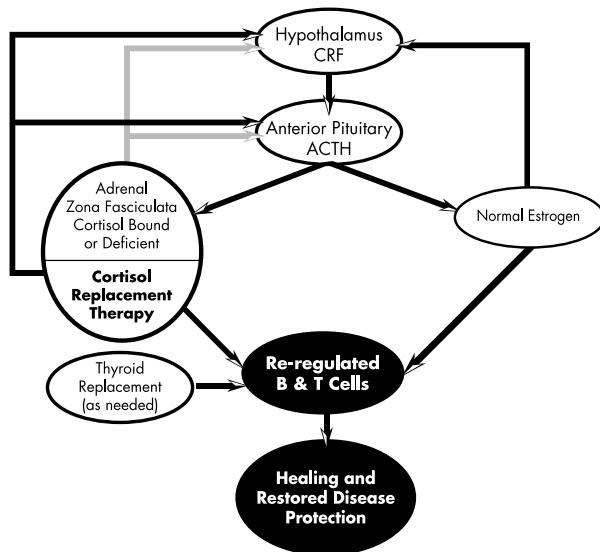 Hypothalamus
CRF
Anterior Pituitary
ACTH
Adrenal
Zona Fasciculata
Cortisol Bound
or Deficient
Cortisol
Replacement
Therapy
Normal Estrogen
Thyroid
Replacement
(as needed)
Re-regulated
B & T Cells
Healing and
Restored Disease
Protection